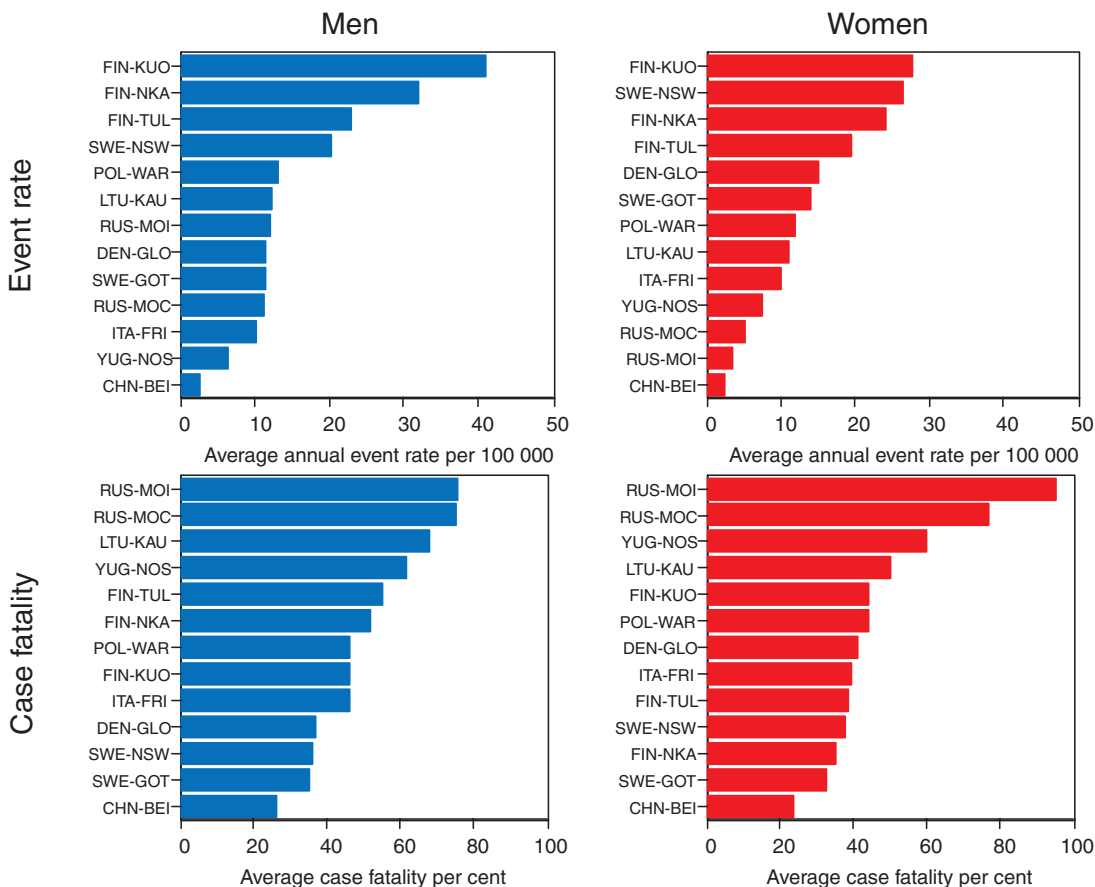 Men
Women
Event rate
FIN-KUO
FIN-NKA
FIN-TUL
SWE-NSW
POL-WAR
LTU-KAU
RUS-MOI
DEN-GLO
SWE-GOT
RUS-MOC
ITA-FRI
YUG-NOS
CHN-BEI
0 10 20 30 40 50
Average annual event rate per 100 000
FIN-KUO
SWE-NSW
FIN-NKA
FIN-TUL
DEN-GLO
SWE-GOT
POL-WAR
LTU-KAU
ITA-FRI
YUG-NOS
RUS-MOC
RUS-MOI
CHN-BEI
0 10 20 30 40 50
Average annual event rate per 100 000
Case fatality
RUS-MOI
RUS-MOC
LTU-KAU
YUG-NOS
FIN-TUL
FIN-NKA
POL-WAR
FIN-KUO
ITA-FRI
DEN-GLO
SWE-NSW
SWE-GOT
CHN-BEI
0 20 40 60 80 100
Average case fatality per cent
RUS-MOI
RUS-MOC
YUG-NOS
LTU-KAU
FIN-KUO
POL-WAR
DEN-GLO
ITA-FRI
FIN-TUL
SWE-NSW
FIN-NKA
SWE-GOT
CHN-BEI
0 20 40 60 80 100
Average case fatality per cent